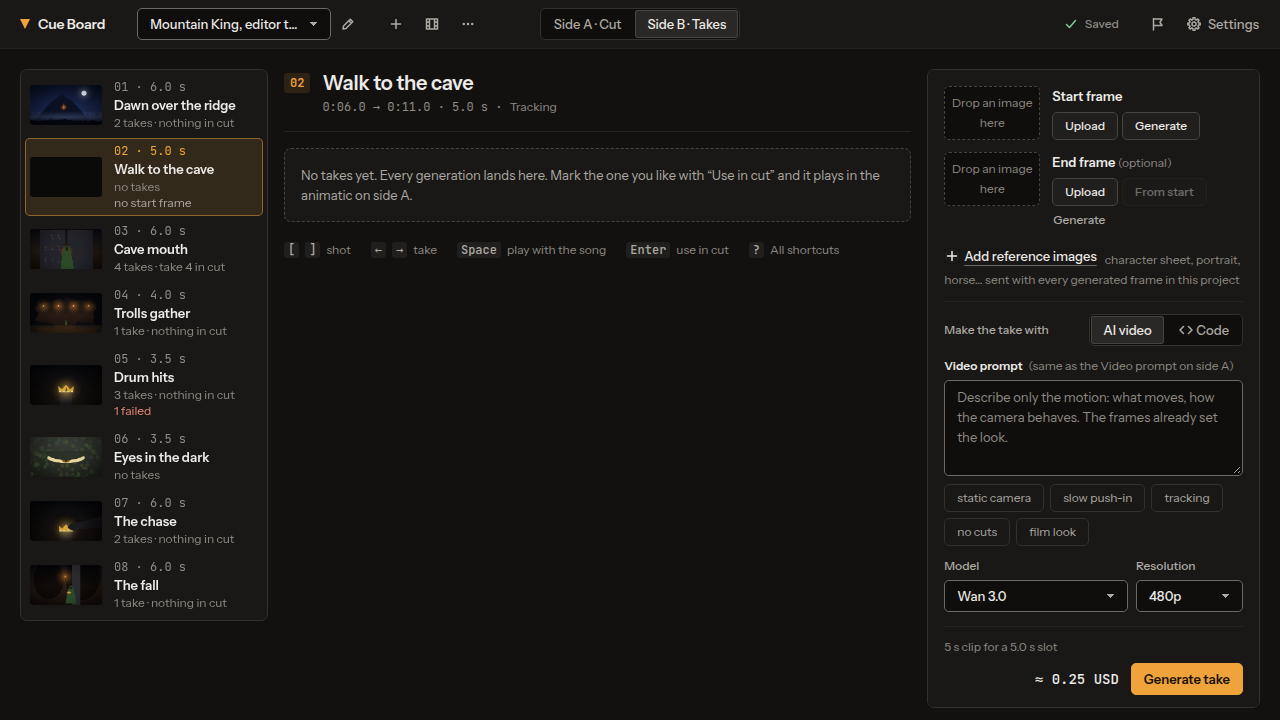 Cue Board
Mountain King, editor t...
Side A · Cut
Side B · Takes
Saved
Settings
01 · 6.0 s
Dawn over the ridge
2 takes · nothing in cut
02 · 5.0 s
Walk to the cave
no takes
no start frame
03 · 6.0 s
Cave mouth
4 takes · take 4 in cut
04 · 4.0 s
Trolls gather
1 take · nothing in cut
05 · 3.5 s
Drum hits
3 takes · nothing in cut
1 failed
06 · 3.5 s
Eyes in the dark
no takes
07 · 6.0 s
The chase
2 takes · nothing in cut
08 · 6.0 s
The fall
1 take · nothing in cut
02 Walk to the cave
0:06.0 → 0:11.0 · 5.0 s · Tracking
No takes yet. Every generation lands here. Mark the one you like with “Use in cut” and it plays in the
animatic on side A.
[ ] shot ← → take Space play with the song Enter use in cut ? All shortcuts
Drop an image
here
Start frame
Upload Generate
Drop an image
here
End frame (optional)
Upload From start
Generate
+ Add reference images character sheet, portrait,
horse... sent with every generated frame in this project
Make the take with
AI video
<> Code
Video prompt (same as the Video prompt on side A)
Describe only the motion: what moves, how
the camera behaves. The frames already set
the look.
static camera slow push-in tracking
no cuts film look
Model Resolution
Wan 3.0 480p
5 s clip for a 5.0 s slot
≈ 0.25 USD Generate take